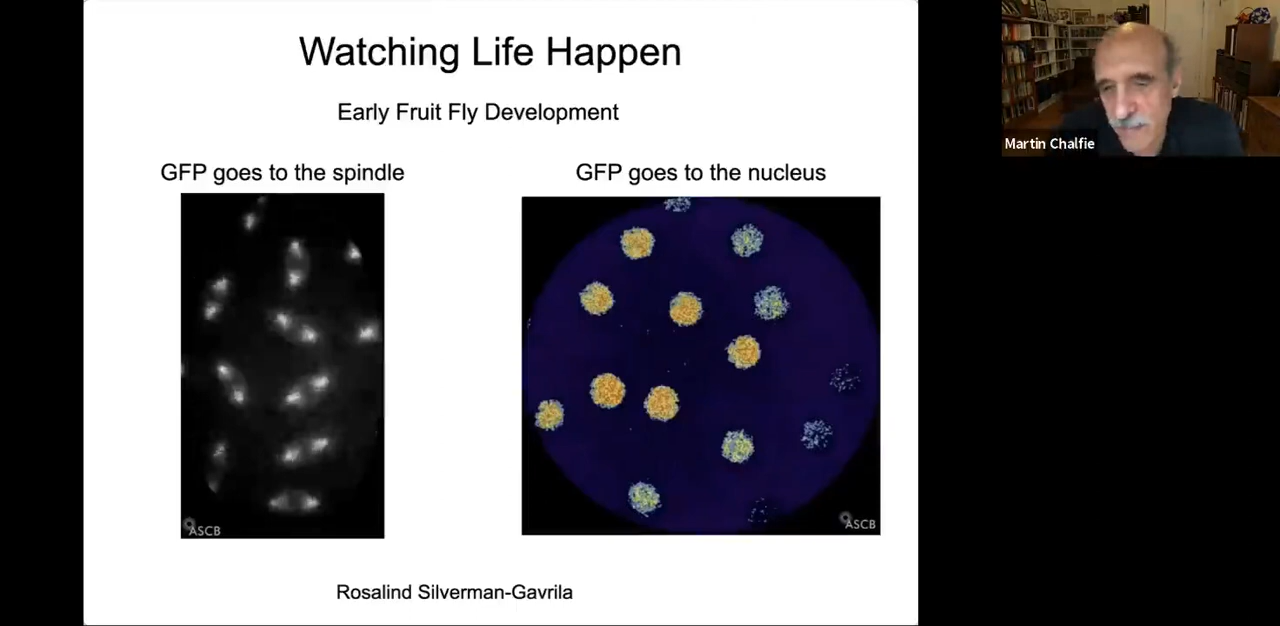 Watching Life Happen
Early Fruit Fly Development
GFP goes to the spindle
GFP goes to the nucleus
ASCB
ASCB
Rosalind Silverman-Gavrila
Martin Chalfie